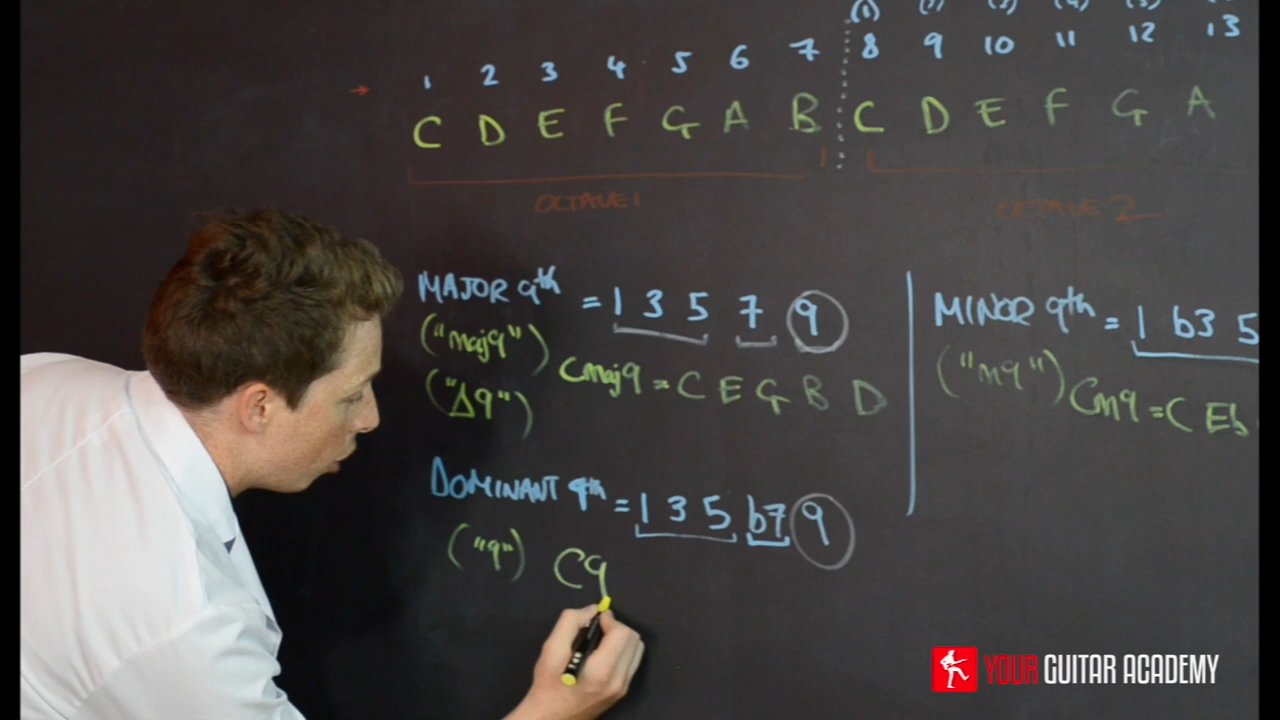 (1) (2) (3) (4) (5)
1 2 3 4 5 6 7 8 9 10 11 12 13
C D E F G A B C D E F G A
OCTAVE 1
OCTAVE 2
MAJOR 9th = 1 3 5 7 9
("maj9")
("Δ9")
Cmaj9 = C E G B D
DOMINANT 9th = 1 3 5 b7 9
("9") C9
MINOR 9th = 1 b3 5
("m9") Cm9 = C Eb
YOUR GUITAR ACADEMY